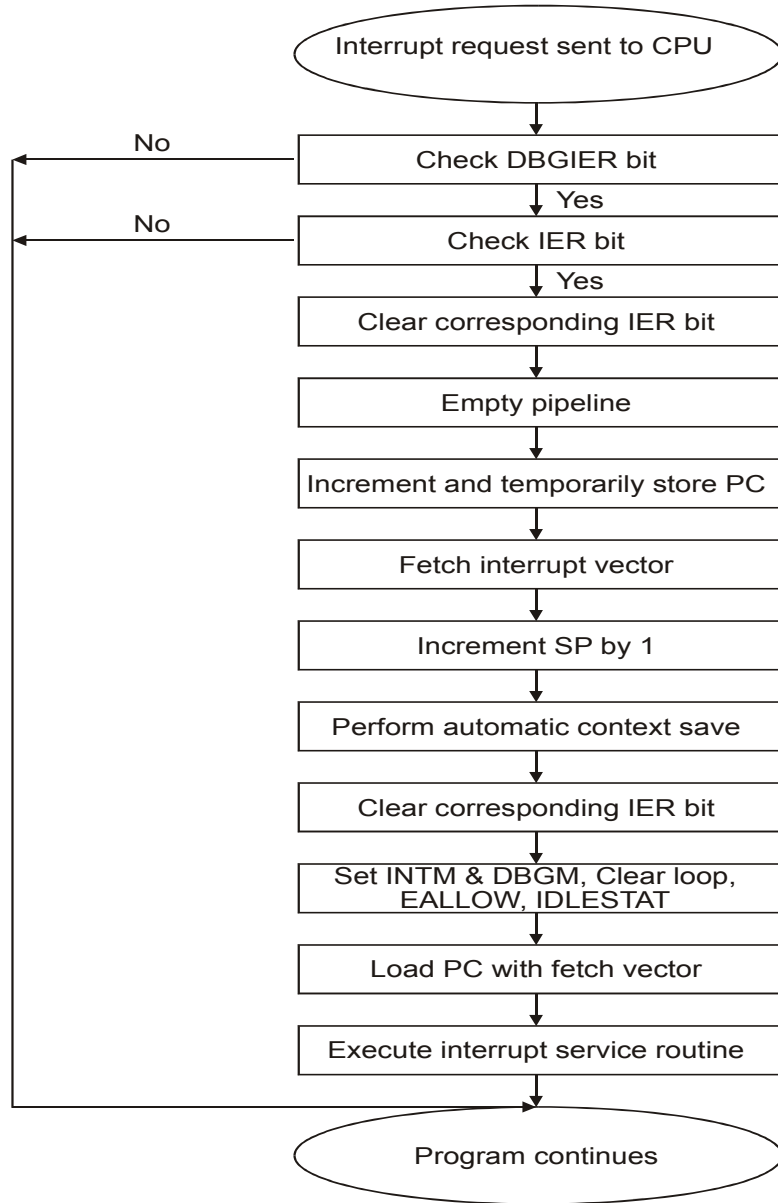 Interrupt request sent to CPU
No
Check DBGIER bit
Yes
No
Check IER bit
Yes
Clear corresponding IER bit
Empty pipeline
Increment and temporarily store PC
Fetch interrupt vector
Increment SP by 1
Perform automatic context save
Clear corresponding IER bit
Set INTM & DBGM, Clear loop,
EALLOW, IDLESTAT
Load PC with fetch vector
Execute interrupt service routine
Program continues